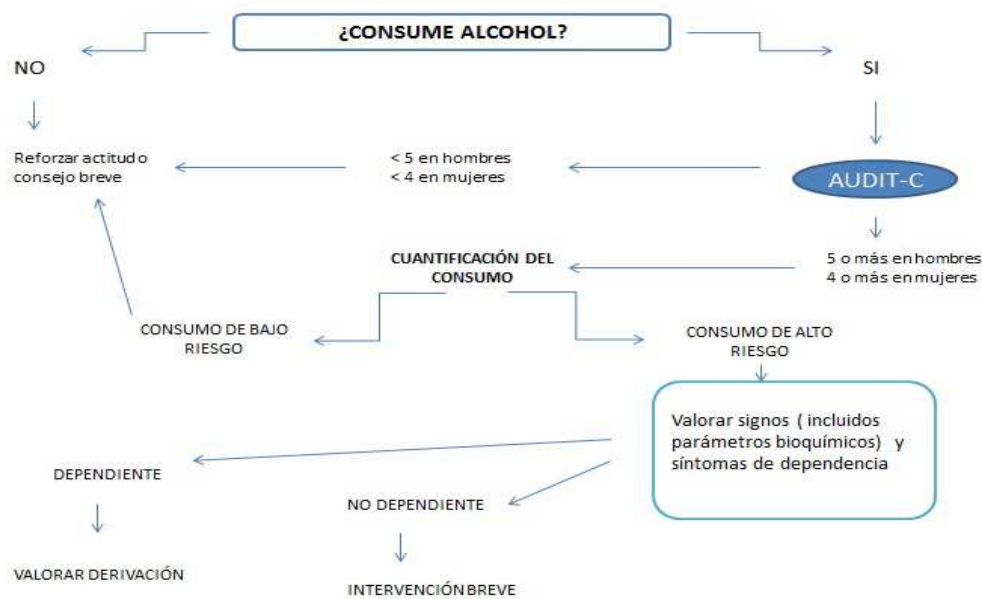 ¿CONSUME ALCOHOL?
NO
SI
Reforzar actitud o
consejo breve
< 5 en hombres
< 4 en mujeres
AUDIT-C
5 o más en hombres
4 o más en mujeres
CUANTIFICACIÓN DEL
CONSUMO
CONSUMO DE BAJO
RIESGO
CONSUMO DE ALTO
RIESGO
Valorar signos ( incluidos
parámetros bioquímicos) y
síntomas de dependencia
DEPENDIENTE
NO DEPENDIENTE
VALORAR DERIVACIÓN
INTERVENCIÓN BREVE